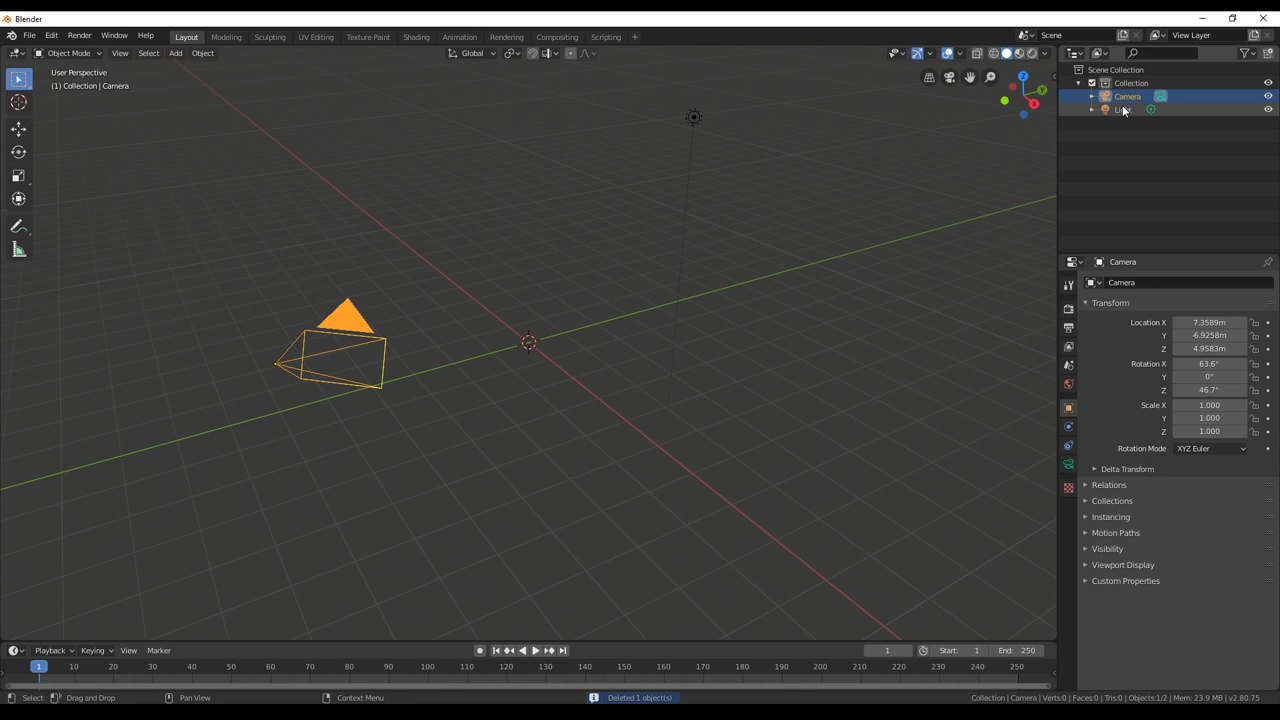 Blender
File Edit Render Window Help Layout Modeling Sculpting UV Editing Texture Paint Shading Animation Rendering Compositing Scripting + Scene View Layer
Object Mode View Select Add Object Global
User Perspective
(1) Collection | Camera
Z
Y
X
Scene Collection
Collection
Camera
Camera
Camera
Transform
Location X 7.3589m
Y -6.9258m
Z 4.9583m
Rotation X 63.6°
Y 0°
Z 46.7°
Scale X 1.000
Y 1.000
Z 1.000
Rotation Mode XYZ Euler
Delta Transform
Relations
Collections
Instancing
Motion Paths
Visibility
Viewport Display
Custom Properties
Playback Keying View Marker 1 Start: 1 End: 250
1 10 20 30 40 50 60 70 80 90 100 110 120 130 140 150 160 170 180 190 200 210 220 230 240 250
Select Drag and Drop Pan View Context Menu Deleted 1 object(s) Collection | Camera | Verts:0 | Faces:0 | Tris:0 | Objects:1/2 | Mem: 23.9 MB | v2.80.75